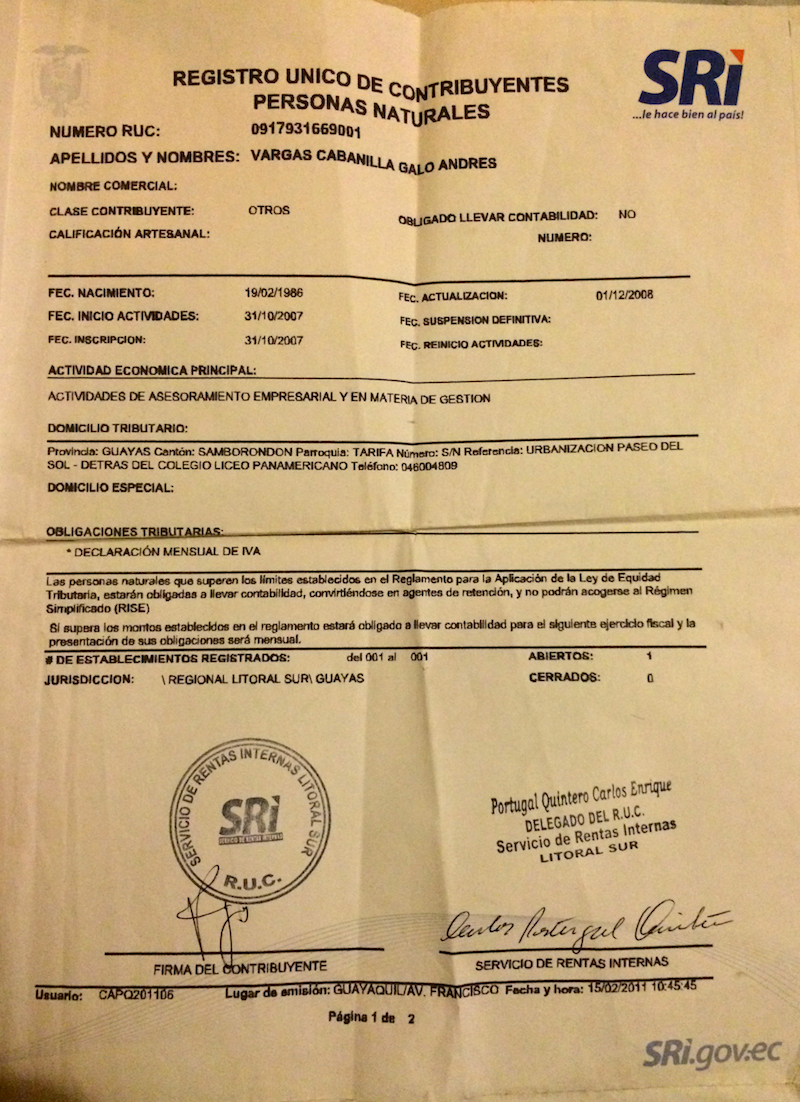 REGISTRO UNICO DE CONTRIBUYENTES
PERSONAS NATURALES
SRi
...le hace bien al país!
NUMERO RUC: 0917931669001
APELLIDOS Y NOMBRES: VARGAS CABANILLA GALO ANDRES
NOMBRE COMERCIAL:
CLASE CONTRIBUYENTE: OTROS OBLIGADO LLEVAR CONTABILIDAD: NO
CALIFICACIÓN ARTESANAL: NUMERO:
FEC. NACIMIENTO: 19/02/1986 FEC. ACTUALIZACION: 01/12/2008
FEC. INICIO ACTIVIDADES: 31/10/2007 FEC. SUSPENSION DEFINITIVA:
FEC. INSCRIPCION: 31/10/2007 FEC. REINICIO ACTIVIDADES:
ACTIVIDAD ECONOMICA PRINCIPAL:
ACTIVIDADES DE ASESORAMIENTO EMPRESARIAL Y EN MATERIA DE GESTION
DOMICILIO TRIBUTARIO:
Provincia: GUAYAS Cantón: SAMBORONDON Parroquia: TARIFA Número: S/N Referencia: URBANIZACION PASEO DEL
SOL - DETRAS DEL COLEGIO LICEO PANAMERICANO Teléfono: 046004809
DOMICILIO ESPECIAL:
OBLIGACIONES TRIBUTARIAS:
* DECLARACIÓN MENSUAL DE IVA
Las personas naturales que superen los límites establecidos en el Reglamento para la Aplicación de la Ley de Equidad
Tributaria, estarán obligadas a llevar contabilidad, convirtiéndose en agentes de retención, y no podrán acogerse al Régimen
Simplificado (RISE)
Si supera los montos establecidos en el reglamento estará obligado a llevar contabilidad para el siguiente ejercicio fiscal y la
presentación de sus obligaciones será mensual.
# DE ESTABLECIMIENTOS REGISTRADOS: del 001 al 001 ABIERTOS: 1
JURISDICCION: \ REGIONAL LITORAL SUR\ GUAYAS CERRADOS: 0
SERVICIO DE RENTAS INTERNAS LITORAL SUR
SRi
SERVICIO DE RENTAS INTERNAS
R.U.C.
Portugal Quintero Carlos Enrique
DELEGADO DEL R.U.C.
Servicio de Rentas Internas
LITORAL SUR
Carlos Portugal Quintero
FIRMA DEL CONTRIBUYENTE SERVICIO DE RENTAS INTERNAS
Usuario: CAPQ201106 Lugar de emisión: GUAYAQUIL/AV. FRANCISCO Fecha y hora: 15/02/2011 10:45:45
Página 1 de 2
SRi.gov.ec